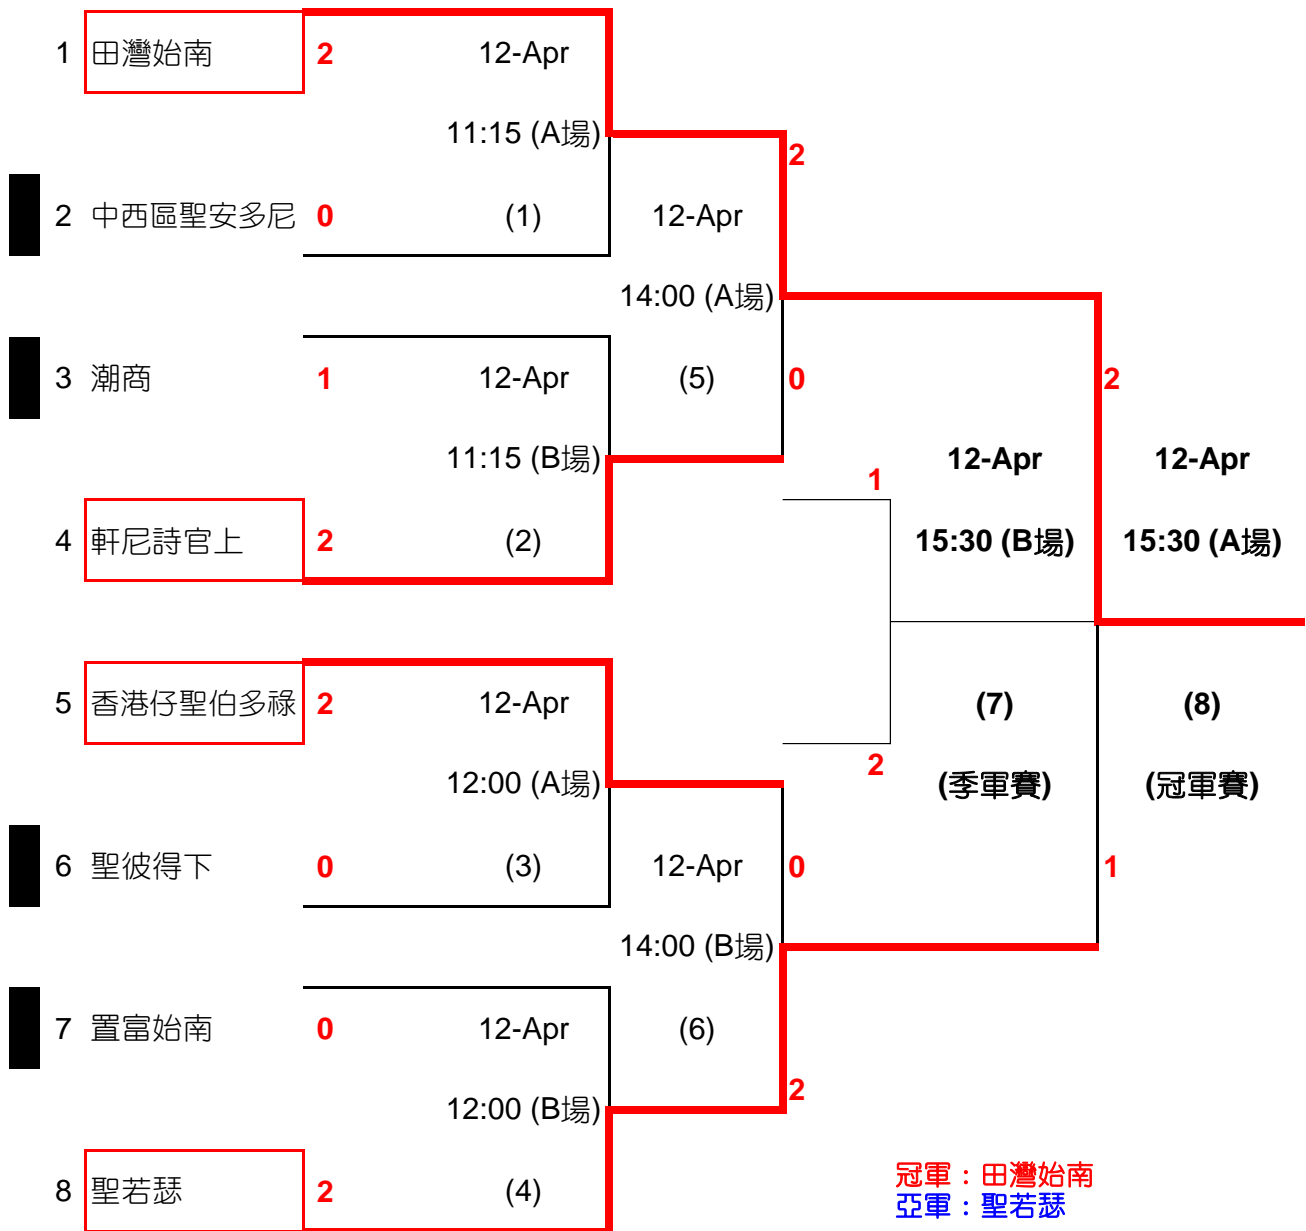 1 田灣始南 2 12-Apr
11:15 (A場)
2
2 中西區聖安多尼 0 (1) 12-Apr
14:00 (A場)
3 潮商 1 12-Apr (5) 0 2
11:15 (B場) 12-Apr 12-Apr
1
4 軒尼詩官上 2 (2) 15:30 (B場) 15:30 (A場)
5 香港仔聖伯多祿 2 12-Apr (7) (8)
2
12:00 (A場) (季軍賽) (冠軍賽)
6 聖彼得下 0 (3) 12-Apr 0 1
14:00 (B場)
7 置富始南 0 12-Apr (6)
2
12:00 (B場)
8 聖若瑟 2 (4)
冠軍：田灣始南
亞軍：聖若瑟